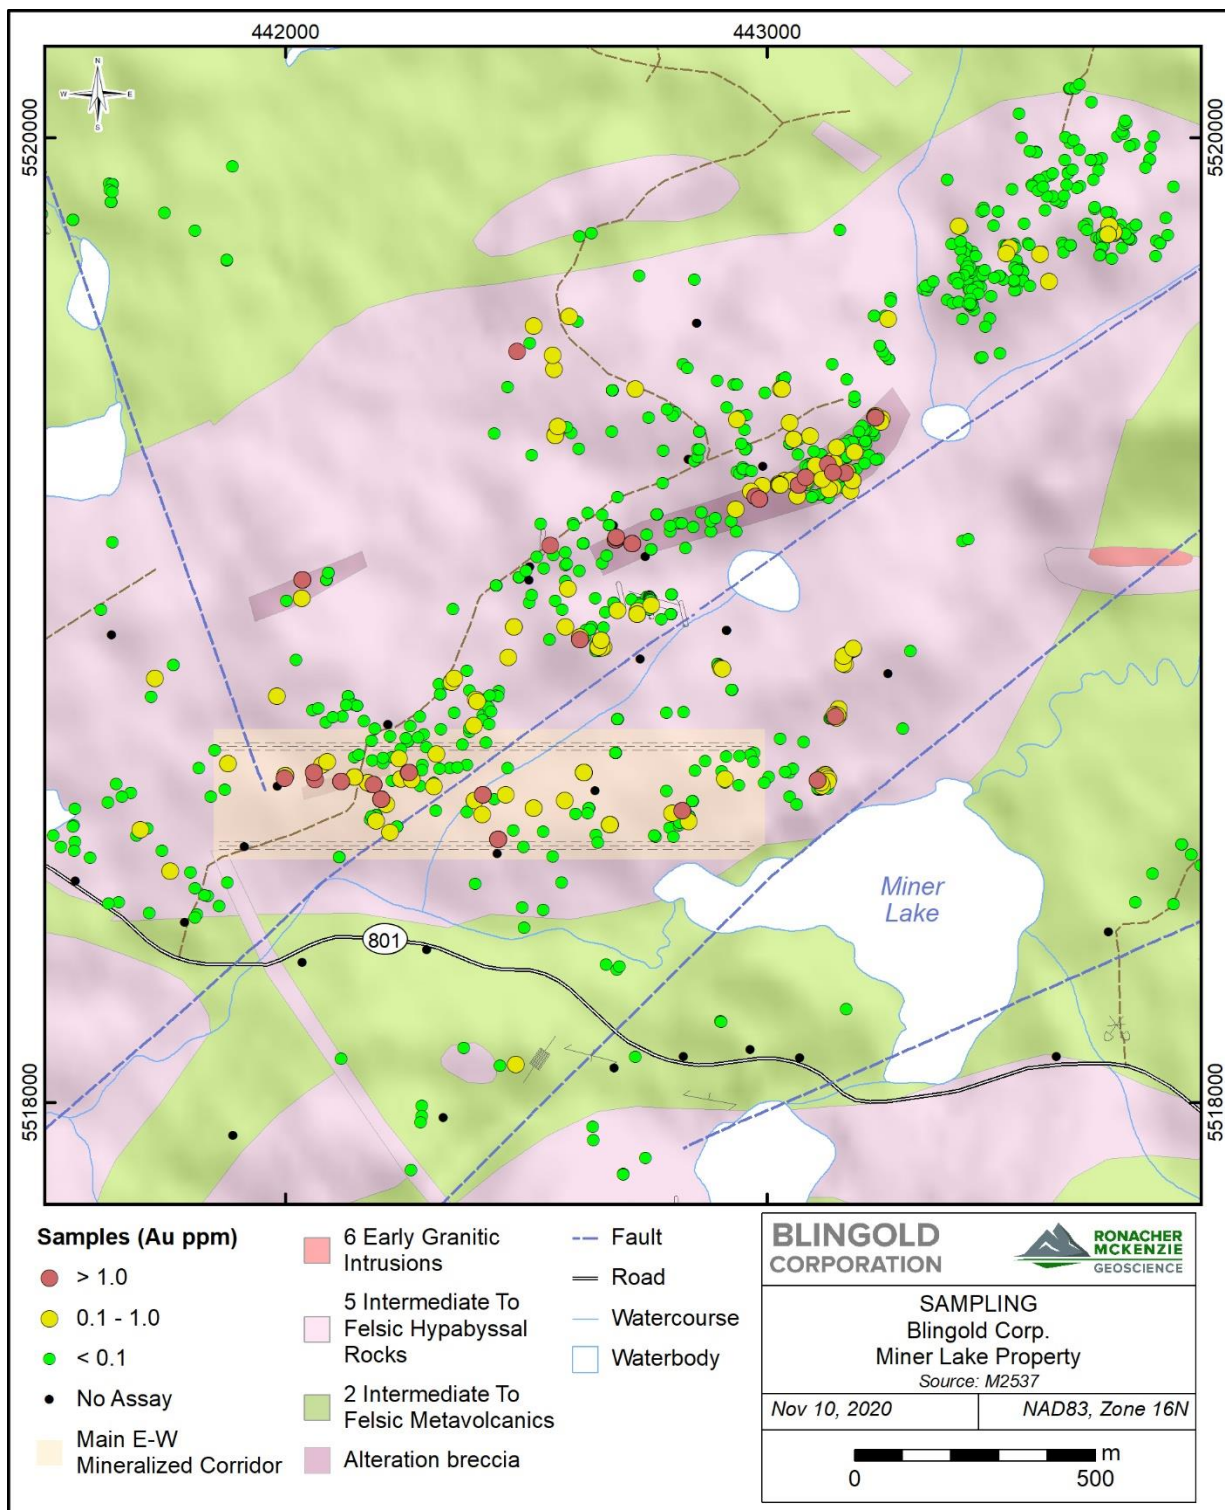 442000
443000
N
W
E
S
5520000
5520000
Miner
Lake
801
5518000
5518000
Samples (Au ppm)
> 1.0
0.1 - 1.0
< 0.1
No Assay
Main E-W
Mineralized Corridor
6 Early Granitic
Intrusions
5 Intermediate To
Felsic Hypabyssal
Rocks
2 Intermediate To
Felsic Metavolcanics
Alteration breccia
Fault
Road
Watercourse
Waterbody
BLINGOLD
CORPORATION
RONACHER
MCKENZIE
GEOSCIENCE
SAMPLING
Blingold Corp.
Miner Lake Property
Source: M2537
Nov 10, 2020
NAD83, Zone 16N
m
0
500